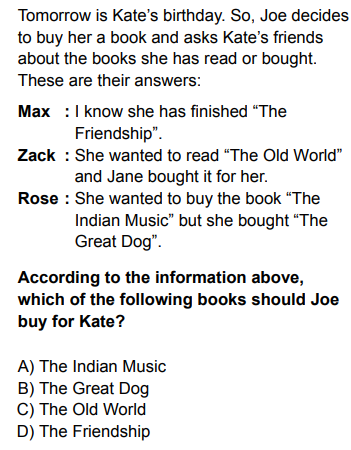 Tomorrow is Kate’s birthday. So, Joe decides
to buy her a book and asks Kate’s friends
about the books she has read or bought.
These are their answers:
Max : I know she has finished “The
Friendship”.
Zack : She wanted to read “The Old World”
and Jane bought it for her.
Rose : She wanted to buy the book “The
Indian Music” but she bought “The
Great Dog”.
According to the information above,
which of the following books should Joe
buy for Kate?
A) The Indian Music
B) The Great Dog
C) The Old World
D) The Friendship